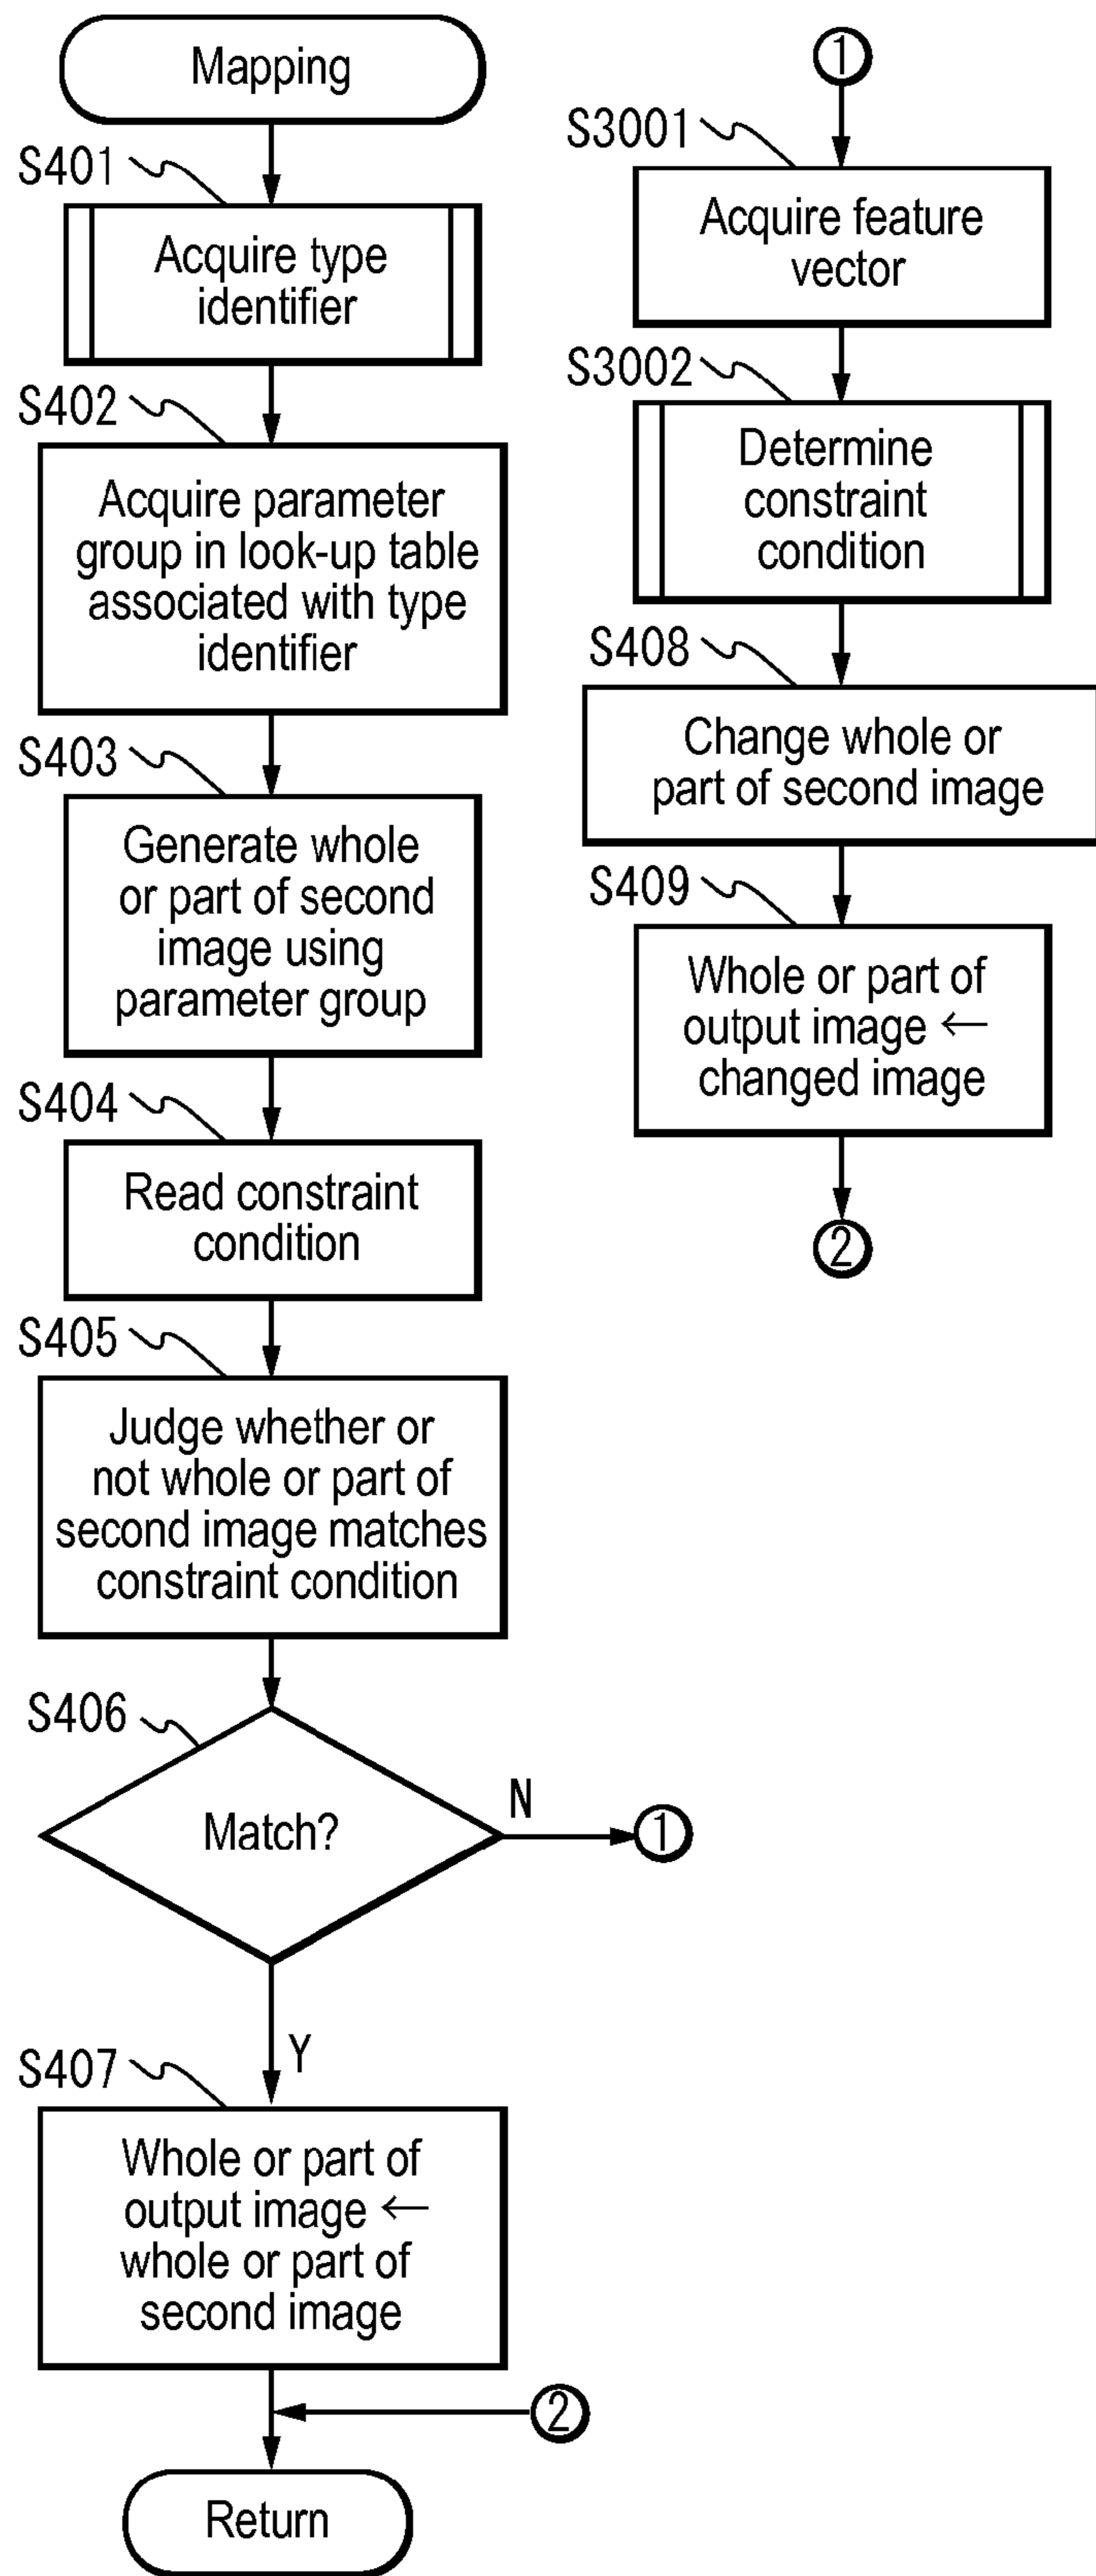 Mapping
S401
Acquire type
identifier
S402
Acquire parameter
group in look-up table
associated with type
identifier
S403
Generate whole
or part of second
image using
parameter group
S404
Read constraint
condition
S405
Judge whether or
not whole or part of
second image matches
constraint condition
S406
Match?
N
1
Y
S407
Whole or part of
output image ←
whole or part of
second image
2
Return
1
S3001
Acquire feature
vector
S3002
Determine
constraint
condition
S408
Change whole or
part of second image
S409
Whole or part of
output image ←
changed image
2